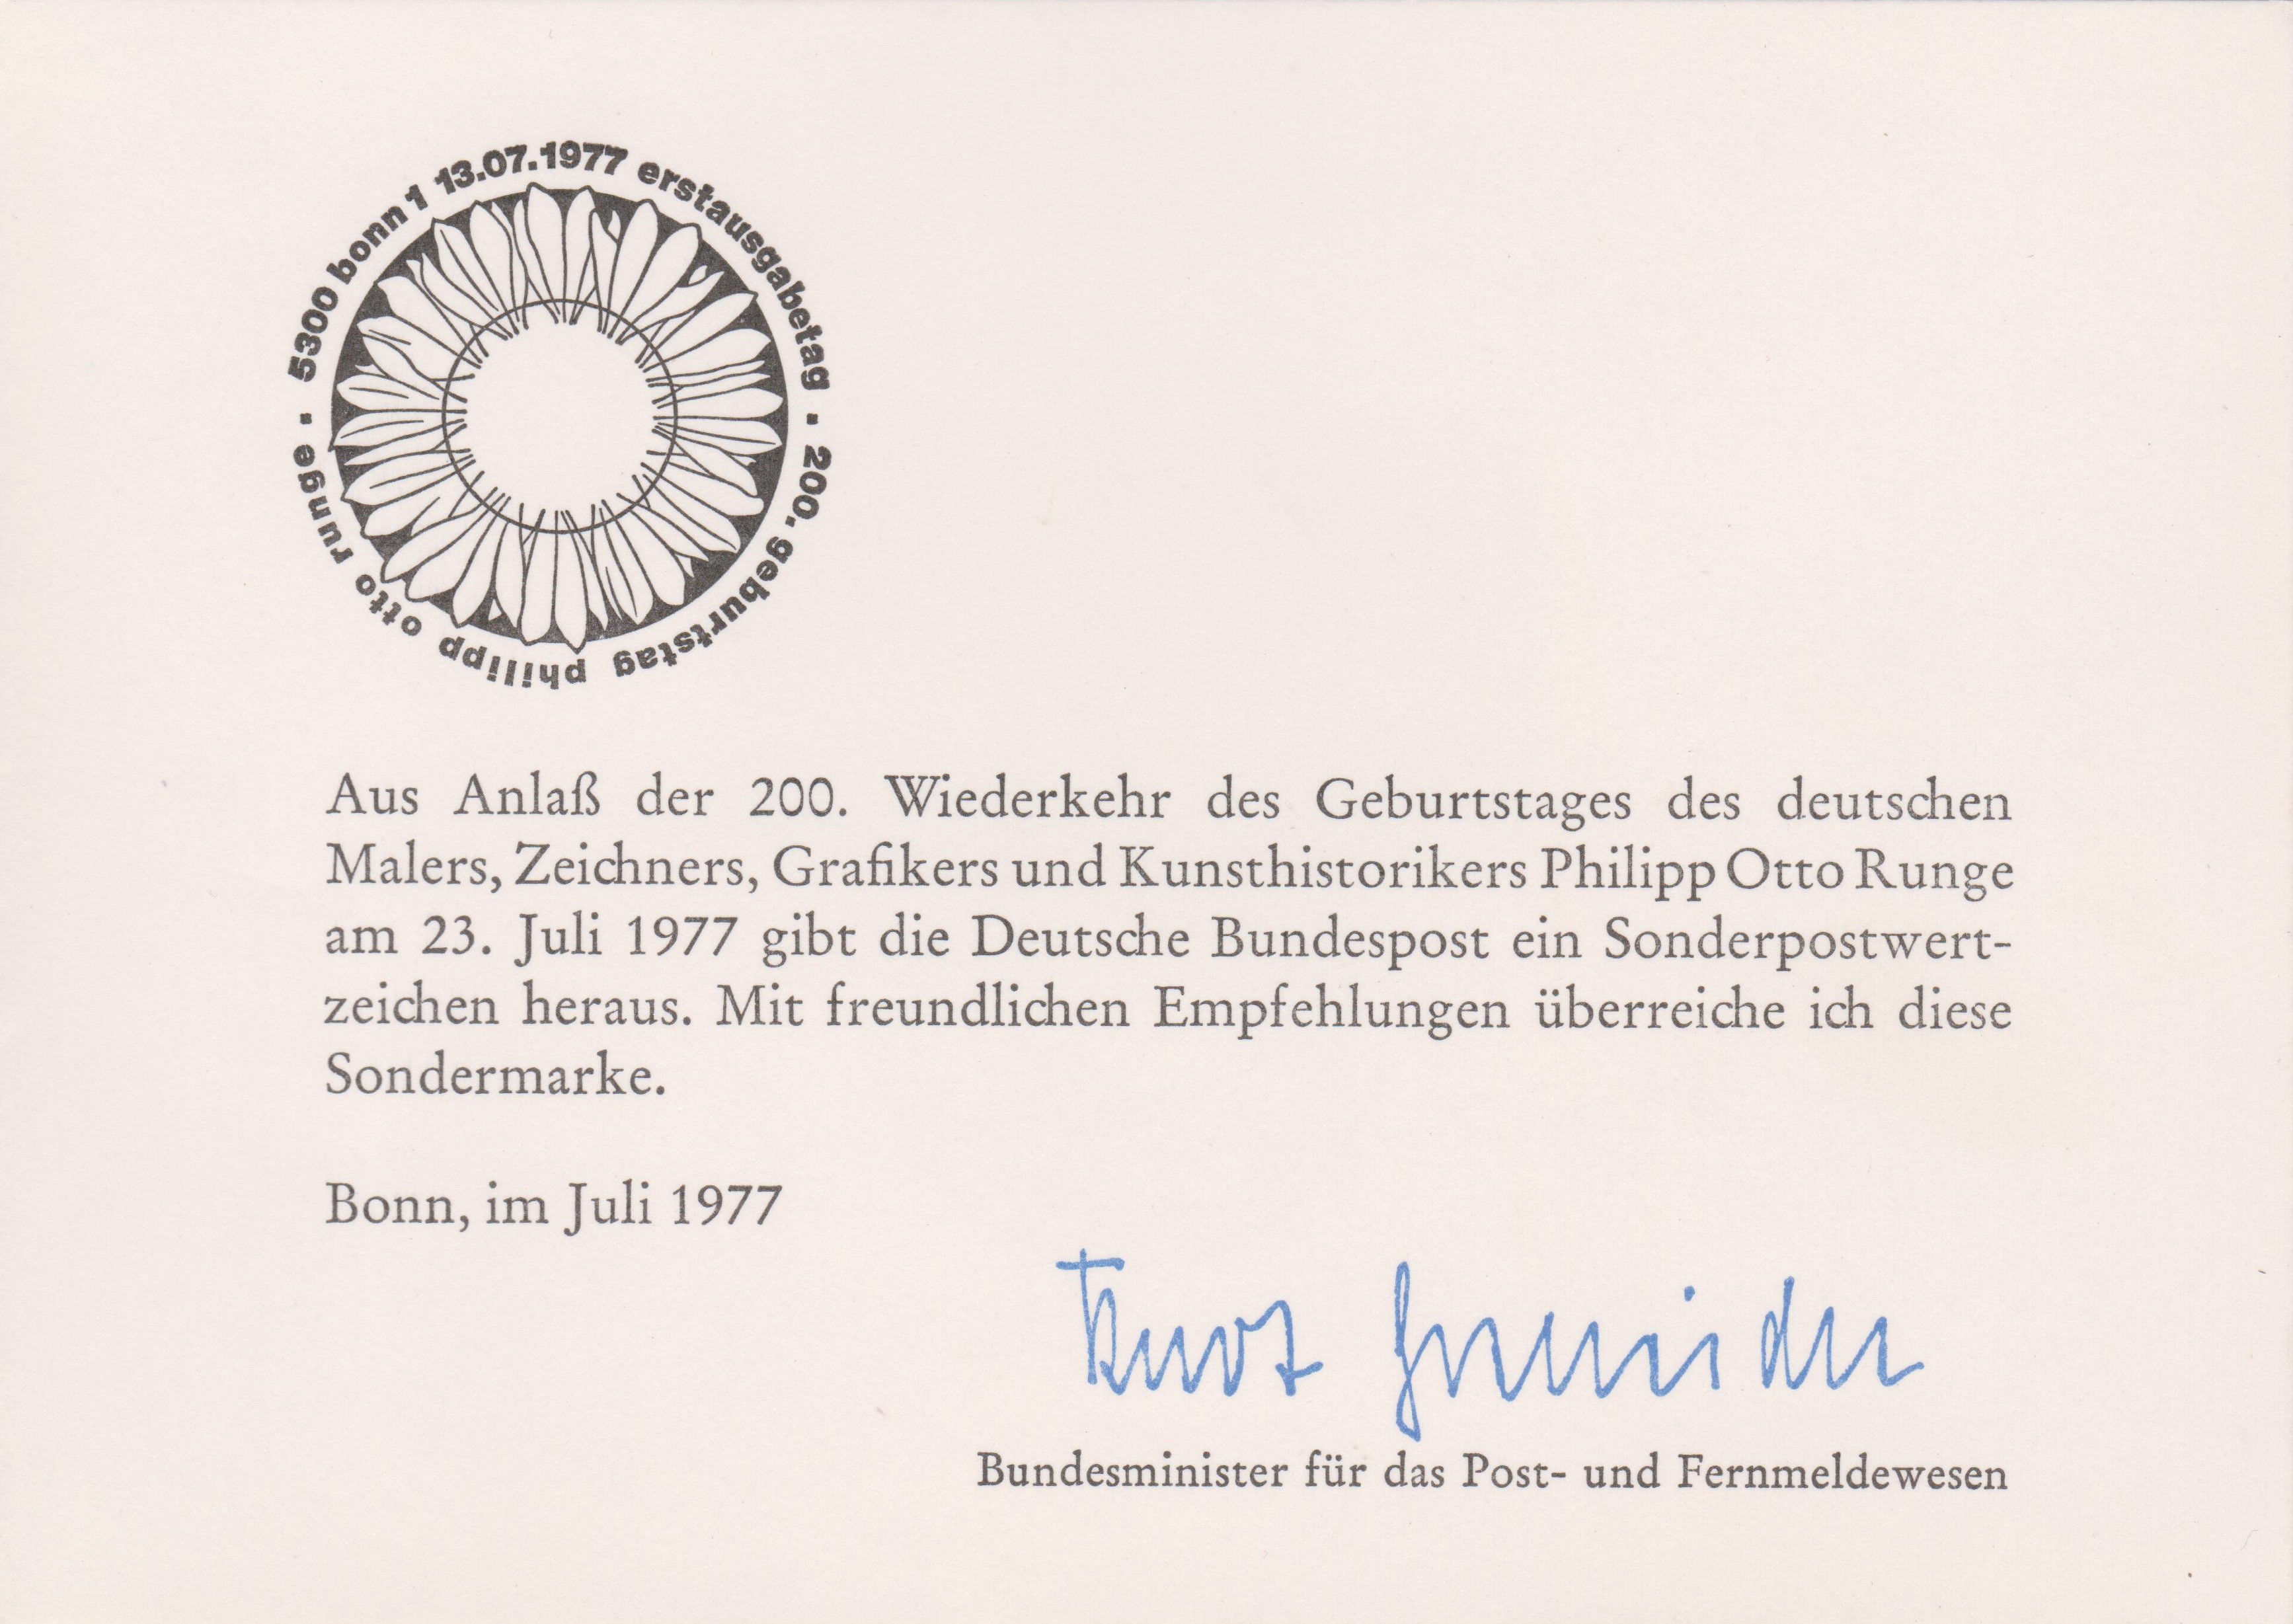 5300 bonn 1 13.07.1977 erstausgabetag · 200. geburtstag philipp otto runge ·
Aus Anlaß der 200. Wiederkehr des Geburtstages des deutschen
Malers, Zeichners, Grafikers und Kunsthistorikers Philipp Otto Runge
am 23. Juli 1977 gibt die Deutsche Bundespost ein Sonderpostwert-
zeichen heraus. Mit freundlichen Empfehlungen überreiche ich diese
Sondermarke.
Bonn, im Juli 1977
Kurt Gscheidle
Bundesminister für das Post- und Fernmeldewesen